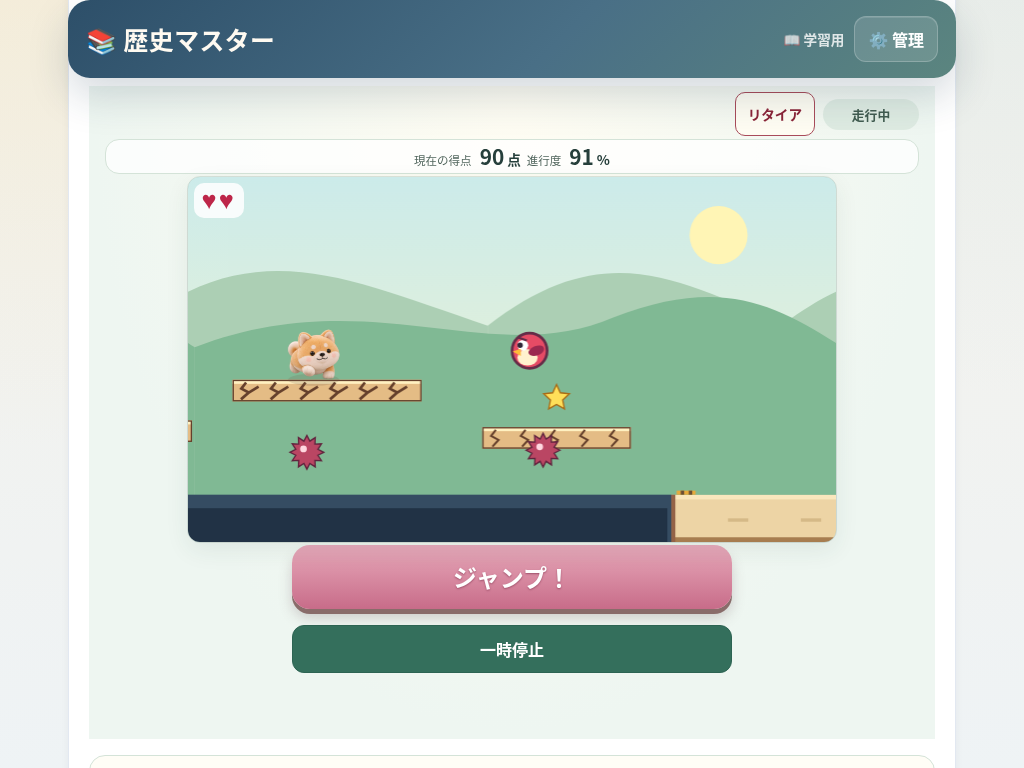 📚 歴史マスター
📖 学習用
⚙️ 管理
リタイア
走行中
現在の得点 90 点 進行度 91 %
♥♥
ジャンプ！
一時停止